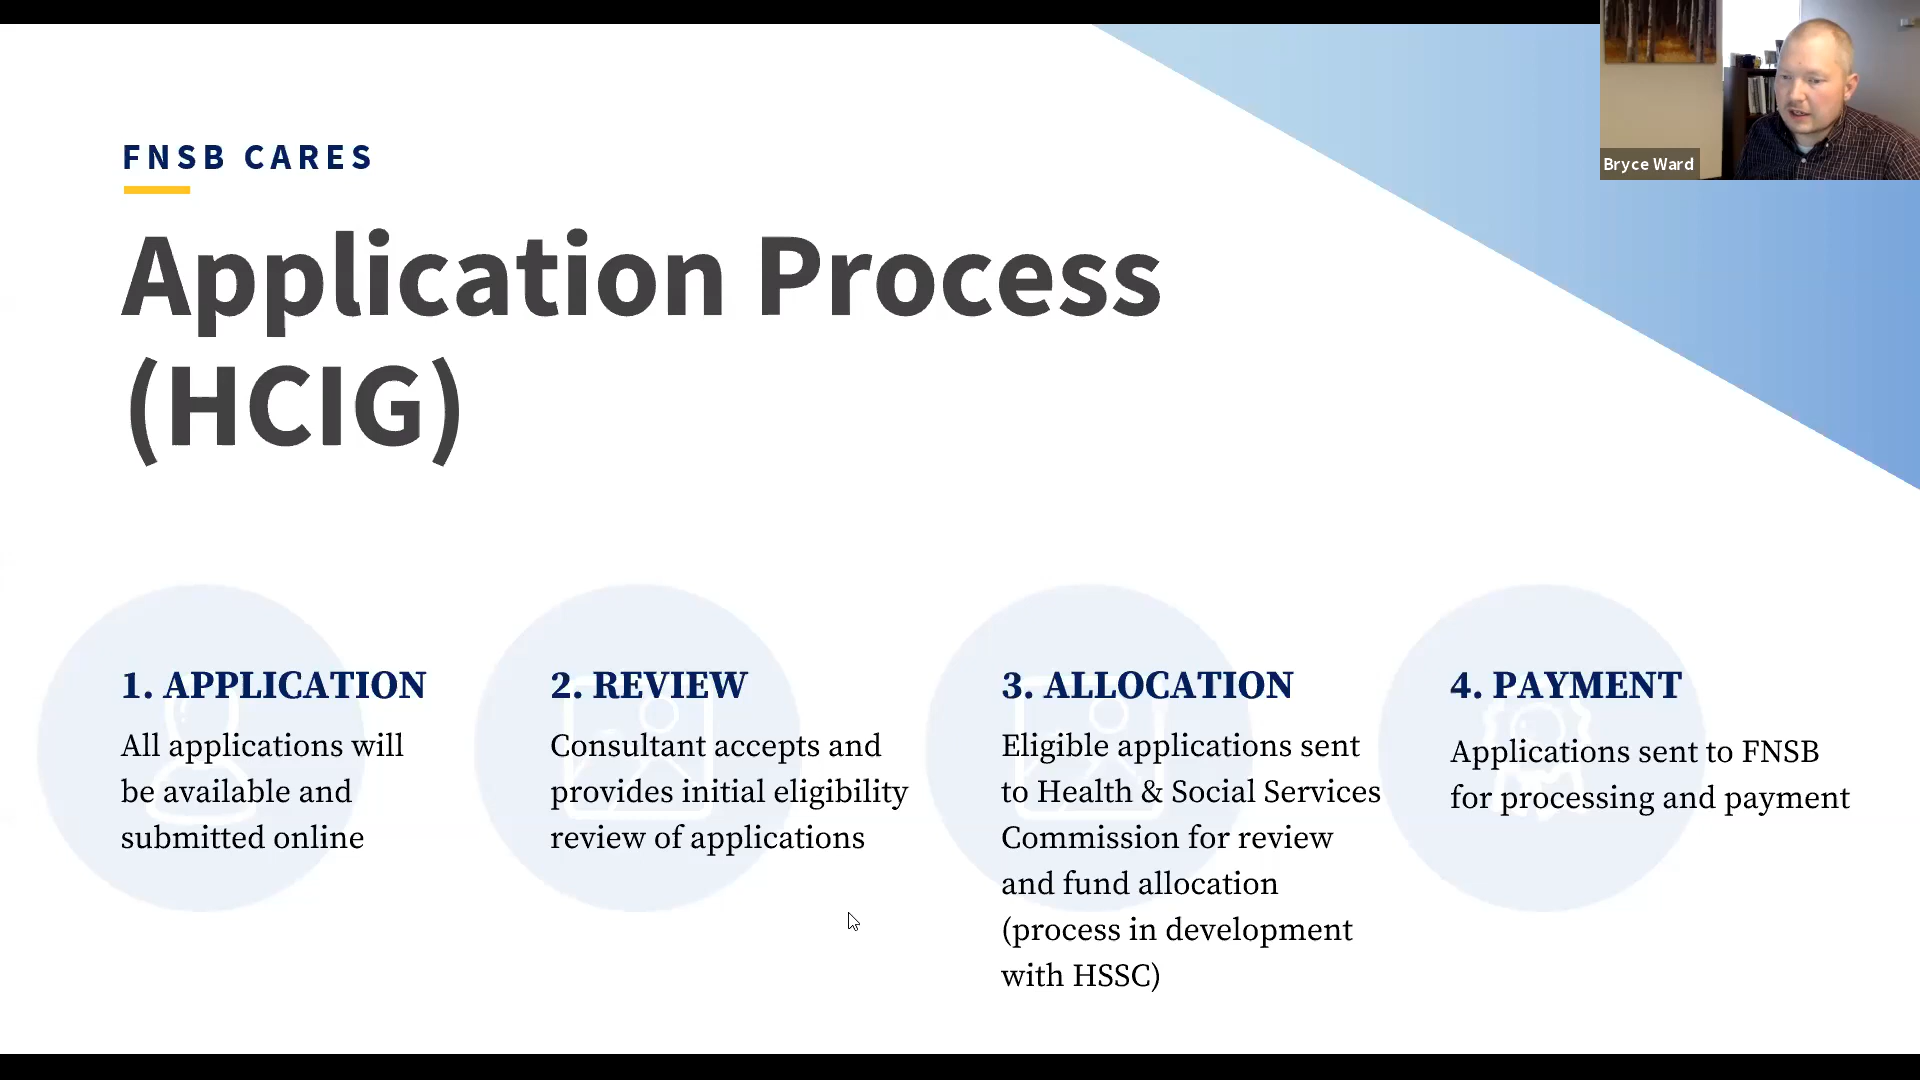 FNSB CARES
Application Process
(HCIG)
Bryce Ward
1. APPLICATION
All applications will
be available and
submitted online
2. REVIEW
Consultant accepts and
provides initial eligibility
review of applications
3. ALLOCATION
Eligible applications sent
to Health & Social Services
Commission for review
and fund allocation
(process in development
with HSSC)
4. PAYMENT
Applications sent to FNSB
for processing and payment